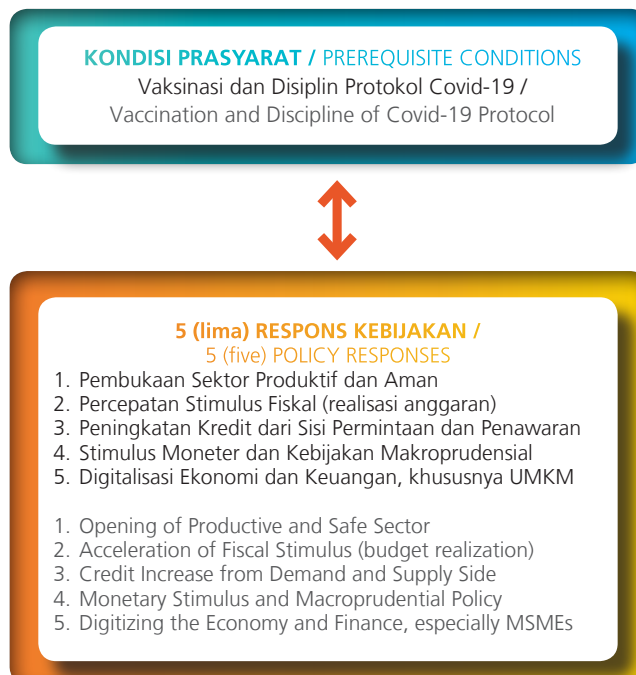 KONDISI PRASYARAT / PREREQUISITE CONDITIONS
Vaksinasi dan Disiplin Protokol Covid-19 /
Vaccination and Discipline of Covid-19 Protocol
5 (lima) RESPONS KEBIJAKAN /
5 (five) POLICY RESPONSES
1. Pembukaan Sektor Produktif dan Aman
2. Percepatan Stimulus Fiskal (realisasi anggaran)
3. Peningkatan Kredit dari Sisi Permintaan dan Penawaran
4. Stimulus Moneter dan Kebijakan Makroprudensial
5. Digitalisasi Ekonomi dan Keuangan, khususnya UMKM
1. Opening of Productive and Safe Sector
2. Acceleration of Fiscal Stimulus (budget realization)
3. Credit Increase from Demand and Supply Side
4. Monetary Stimulus and Macroprudential Policy
5. Digitizing the Economy and Finance, especially MSMEs